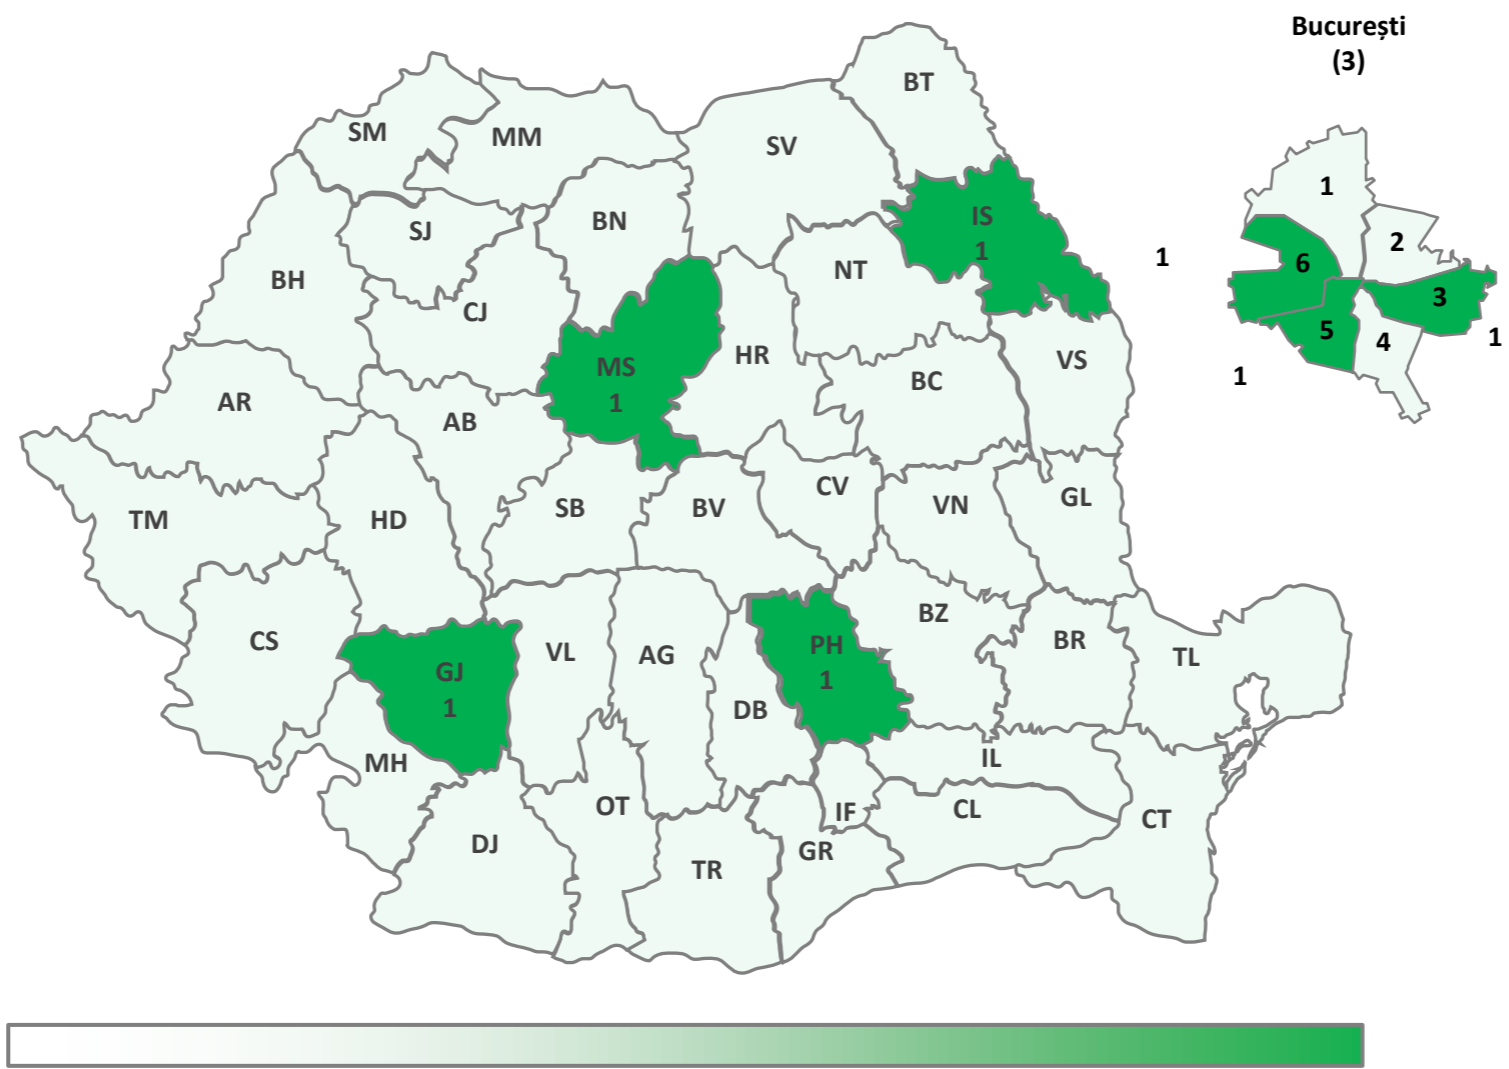 București
(3)
BT
SM
MM
SV
1
IS
1
SJ
BN
2
1
NT
6
BH
3
CJ
5
4
1
HR
VS
MS
1
BC
1
AR
AB
CV
GL
VN
SB
BV
TM
HD
BZ
CS
BR
VL
AG
PH
1
TL
GJ
1
DB
MH
IL
OT
IF
CL
CT
DJ
GR
TR